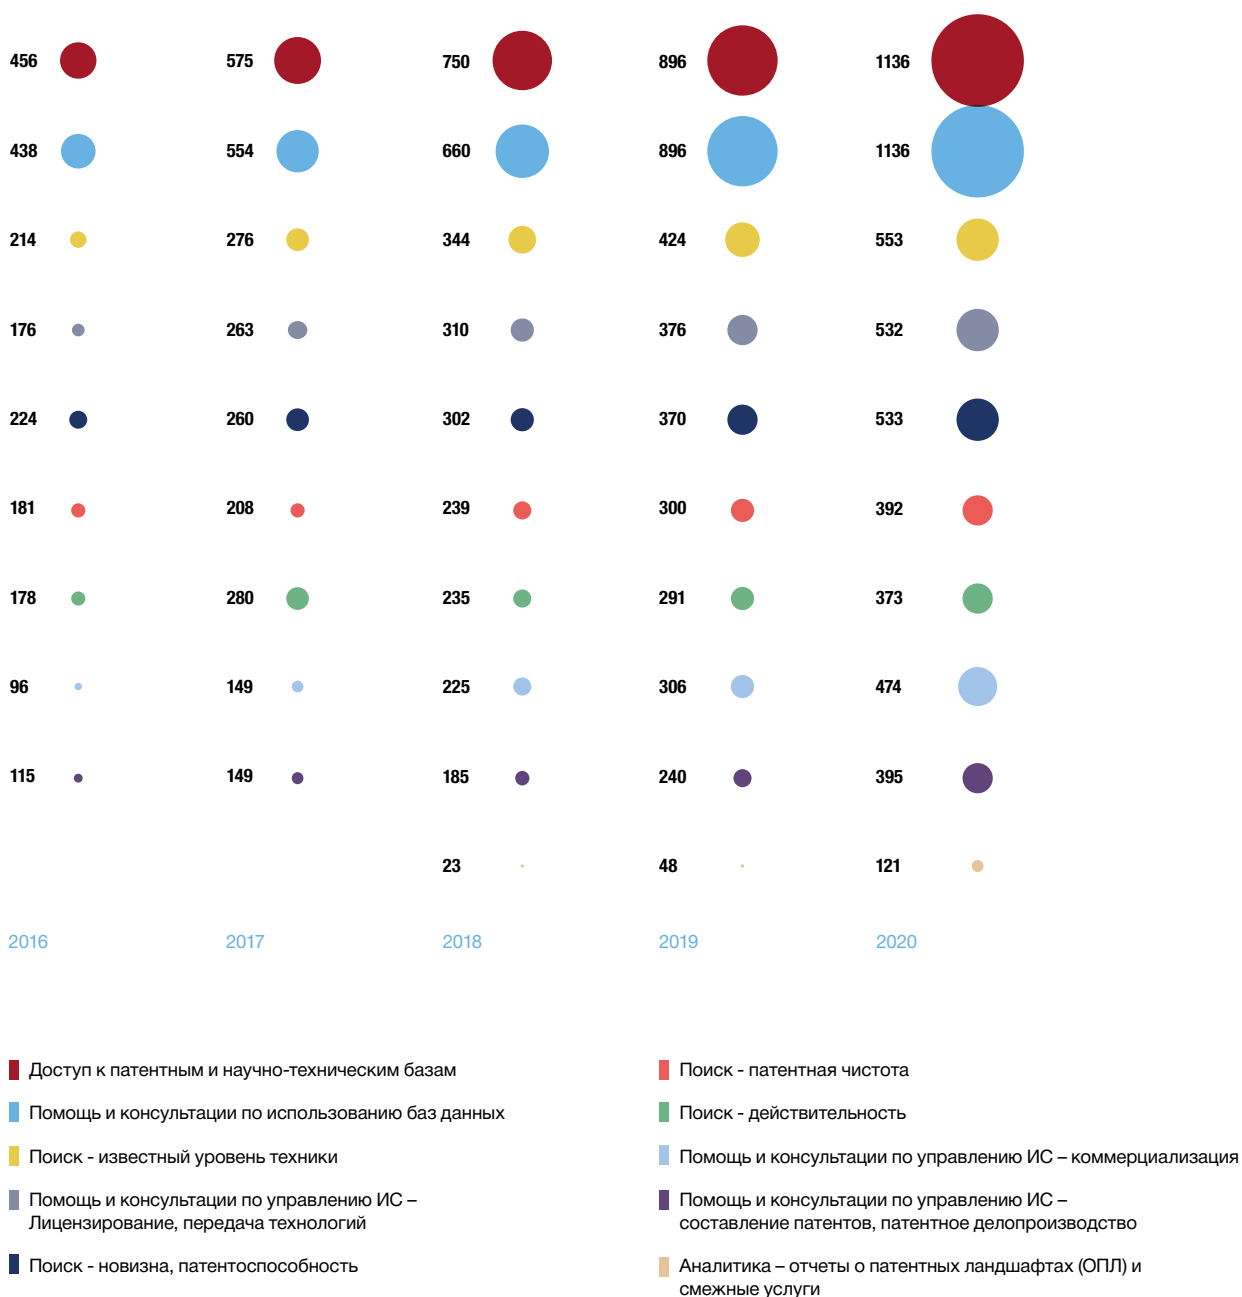 456 575 750 896 1136
438 554 660 896 1136
214 276 344 424 553
176 263 310 376 532
224 260 302 370 533
181 208 239 300 392
178 280 235 291 373
96 149 225 306 474
115 149 185 240 395
23 48 121
2016 2017 2018 2019 2020
Доступ к патентным и научно-техническим базам
Помощь и консультации по использованию баз данных
Поиск - известный уровень техники
Помощь и консультации по управлению ИС –
Лицензирование, передача технологий
Поиск - новизна, патентоспособность
Поиск - патентная чистота
Поиск - действительность
Помощь и консультации по управлению ИС – коммерциализация
Помощь и консультации по управлению ИС –
составление патентов, патентное делопроизводство
Аналитика – отчеты о патентных ландшафтах (ОПЛ) и
смежные услуги